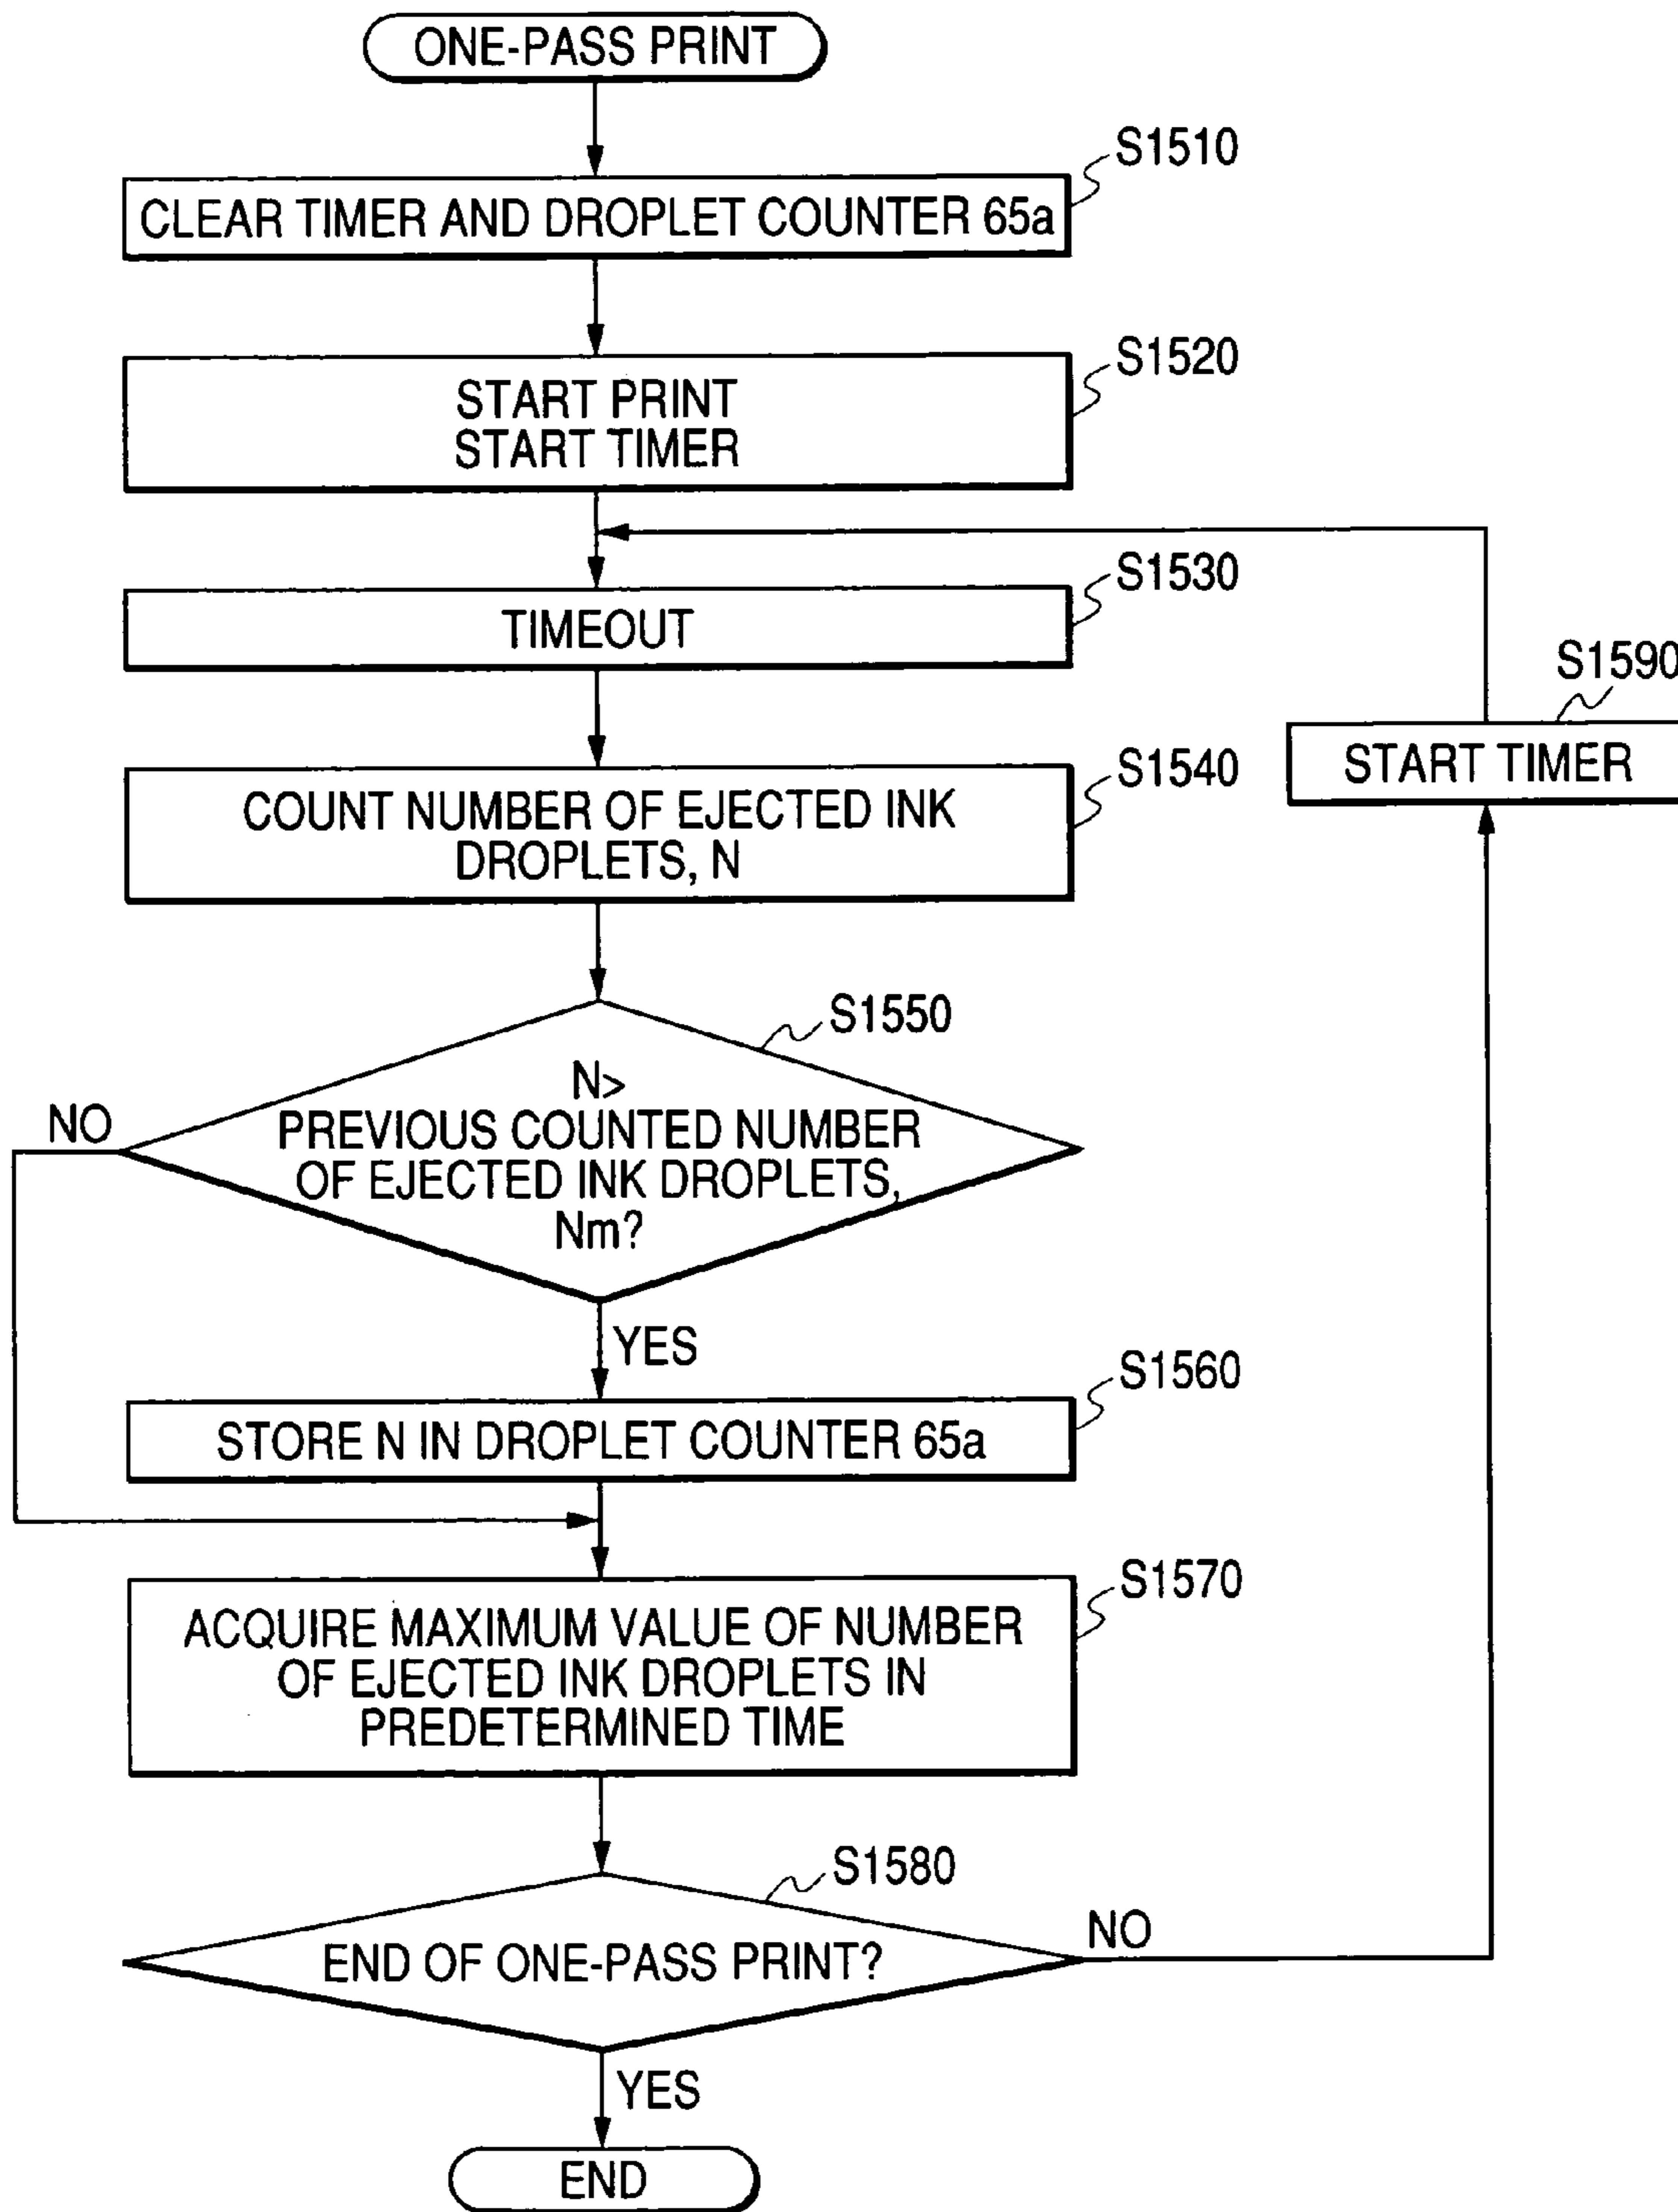 ONE-PASS PRINT
S1510
CLEAR TIMER AND DROPLET COUNTER 65a
S1520
START PRINT
START TIMER
S1530
TIMEOUT
S1590
START TIMER
S1540
COUNT NUMBER OF EJECTED INK
DROPLETS, N
S1550
N>
PREVIOUS COUNTED NUMBER
OF EJECTED INK DROPLETS,
Nm?
NO
YES
S1560
STORE N IN DROPLET COUNTER 65a
S1570
ACQUIRE MAXIMUM VALUE OF NUMBER
OF EJECTED INK DROPLETS IN
PREDETERMINED TIME
S1580
END OF ONE-PASS PRINT?
NO
YES
END